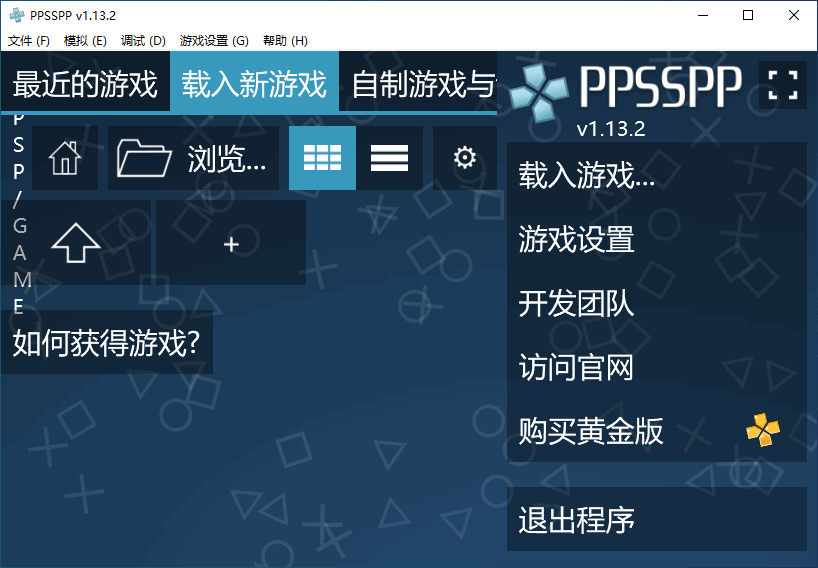 PPSSPP v1.13.2
文件 (F) 模拟 (E) 调试 (D) 游戏设置 (G) 帮助 (H)
最近的游戏 载入新游戏 自制游戏与
PSP/GAME
浏览...
+
如何获得游戏?
PPSSPP
v1.13.2
载入游戏...
游戏设置
开发团队
访问官网
购买黄金版
退出程序